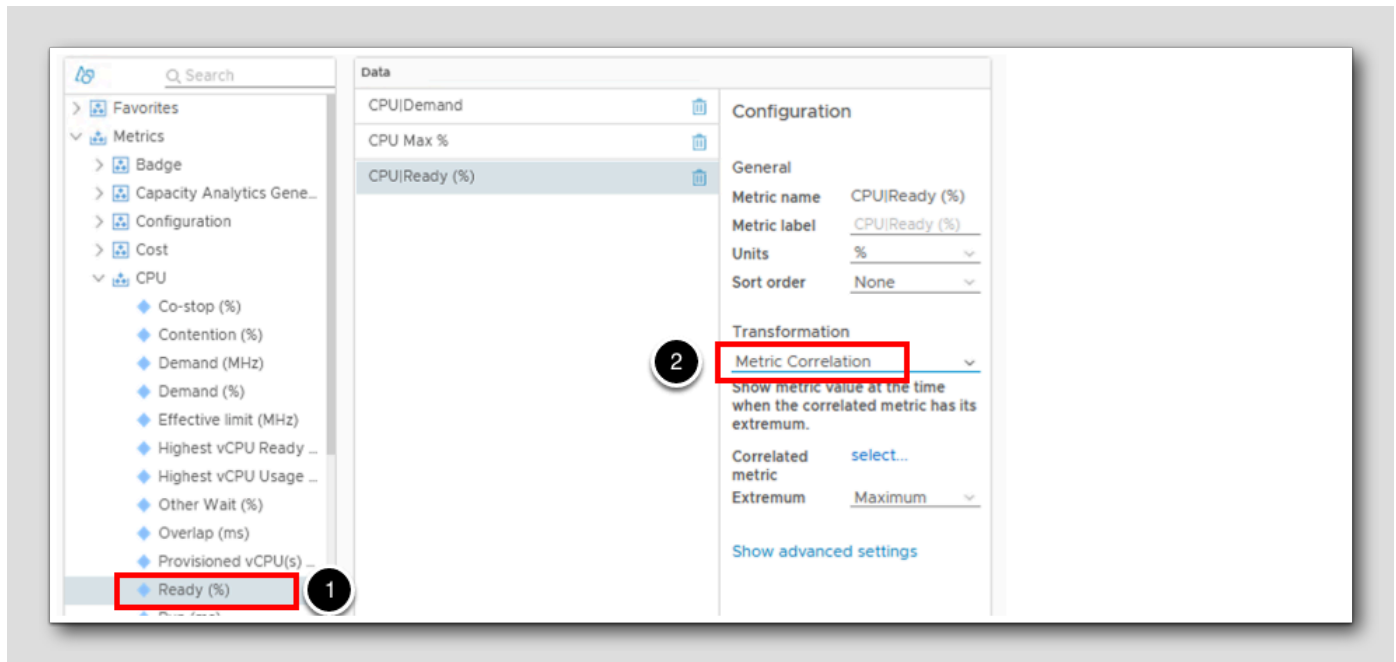 Search
Favorites
Metrics
Badge
Capacity Analytics Gene...
Configuration
Cost
CPU
Co-stop (%)
Contention (%)
Demand (MHz)
Demand (%)
Effective limit (MHz)
Highest vCPU Ready ...
Highest vCPU Usage ...
Other Wait (%)
Overlap (ms)
Provisioned vCPU(s) ...
Ready (%)
1
Data
CPU|Demand
CPU Max %
CPU|Ready (%)
Configuration
General
Metric name CPU|Ready (%)
Metric label CPU|Ready (%)
Units %
Sort order None
Transformation
2
Metric Correlation
Show metric value at the time
when the correlated metric has its
extremum.
Correlated select...
metric
Extremum Maximum
Show advanced settings